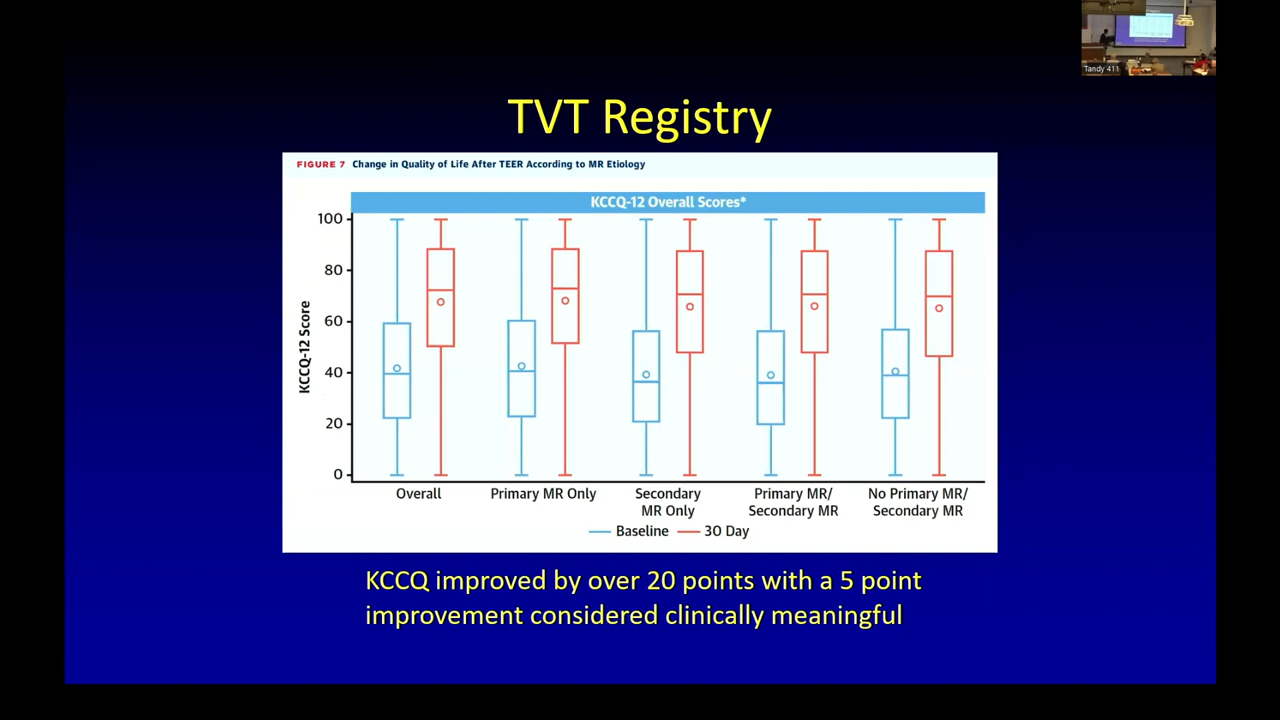 Tandy 411
TVT Registry
FIGURE 7 Change in Quality of Life After TEER According to MR Etiology
KCCQ-12 Overall Scores*
KCCQ-12 Score
100
80
60
40
20
0
Overall
Primary MR Only
Secondary
MR Only
Primary MR/
Secondary MR
No Primary MR/
Secondary MR
Baseline
30 Day
KCCQ improved by over 20 points with a 5 point
improvement considered clinically meaningful